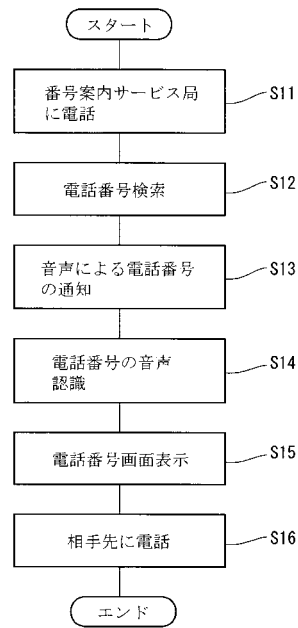 スタート
番号案内サービス局
に電話
S11
電話番号検索
S12
音声による電話番号
の通知
S13
電話番号の音声
認識
S14
電話番号画面表示
S15
相手先に電話
S16
エンド